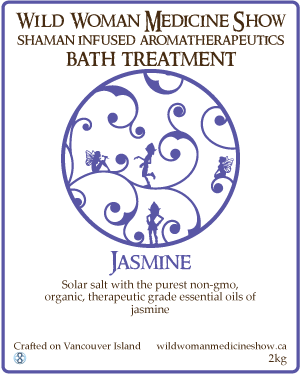 Wild Woman Medicine Show
shaman infused aromatherapeutics
bath treatment
Jasmine
Solar salt with the purest non-gmo,
organic, therapeutic grade essential oils of
jasmine
Crafted on Vancouver Island wildwomanmedicineshow.ca
2kg